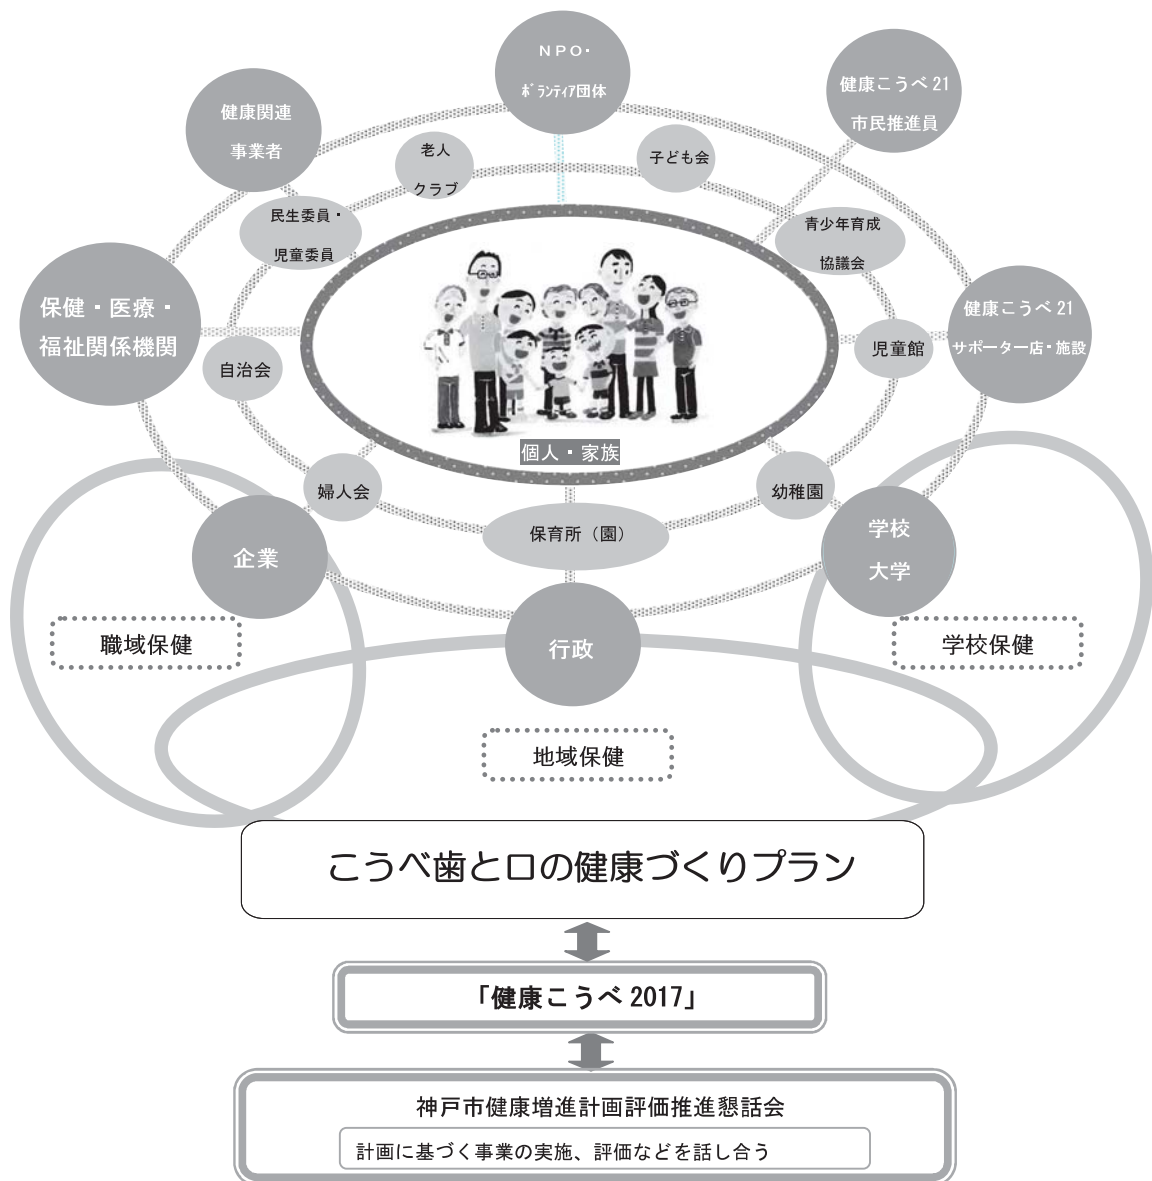 NPO・
ボランティア団体
健康こうべ21
市民推進員
健康関連
事業者
老人
クラブ
子ども会
民生委員・
児童委員
青少年育成
協議会
保健・医療・
福祉関係機関
健康こうべ21
サポーター店・施設
自治会
児童館
個人・家族
婦人会
幼稚園
保育所（園）
企業
学校
大学
行政
職域保健
学校保健
地域保健
こうべ歯と口の健康づくりプラン
「健康こうべ2017」
神戸市健康増進計画評価推進懇話会
計画に基づく事業の実施、評価などを話し合う